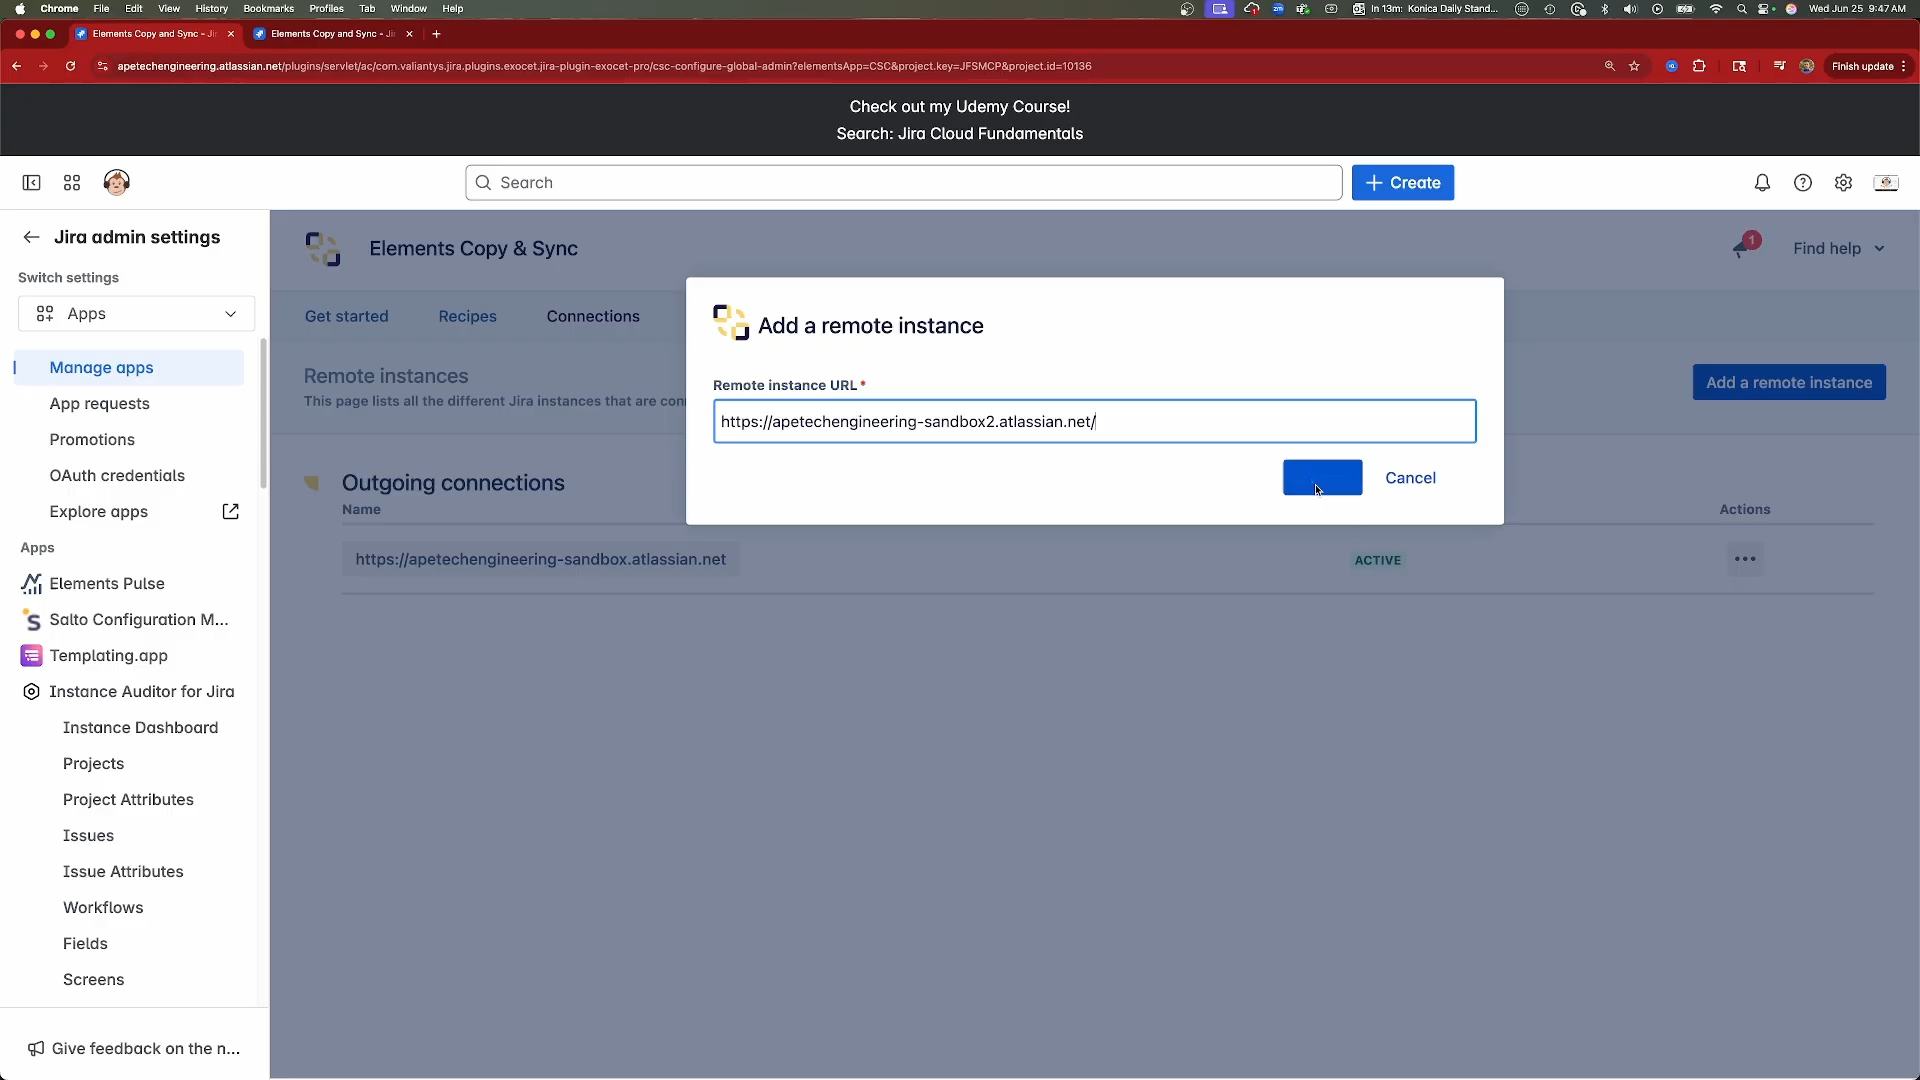 Chrome File Edit View History Bookmarks Profiles Tab Window Help In 13m: Konica Daily Stand... Wed Jun 25 9:47 AM
Elements Copy and Sync - Ji
Elements Copy and Sync - Ji
apetechengineering.atlassian.net/plugins/servlet/ac/com.valiantys.jira.plugins.exocet.jira-plugin-exocet-pro/csc-configure-global-admin?elementsApp=CSC&project.key=JFSMCP&project.id=10136
Finish update
Check out my Udemy Course!
Search: Jira Cloud Fundamentals
Search
Create
Jira admin settings
Switch settings
Apps
Manage apps
App requests
Promotions
OAuth credentials
Explore apps
Apps
Elements Pulse
Salto Configuration M...
Templating.app
Instance Auditor for Jira
Instance Dashboard
Projects
Project Attributes
Issues
Issue Attributes
Workflows
Fields
Screens
Give feedback on the n...
Elements Copy & Sync
1
Find help
Get started Recipes Connections
Remote instances
This page lists all the different Jira instances that are con
Add a remote instance
Outgoing connections
Name
Actions
https://apetechengineering-sandbox.atlassian.net
ACTIVE
Add a remote instance
Remote instance URL *
https://apetechengineering-sandbox2.atlassian.net/
Cancel